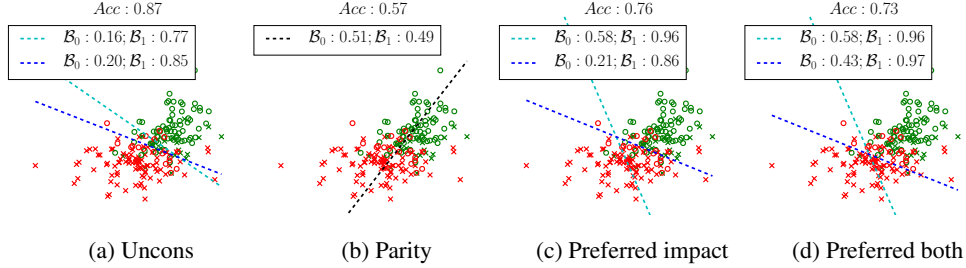 Acc : 0.87
B₀ : 0.16; B₁ : 0.77
B₀ : 0.20; B₁ : 0.85
(a) Uncons
Acc : 0.57
B₀ : 0.51; B₁ : 0.49
(b) Parity
Acc : 0.76
B₀ : 0.58; B₁ : 0.96
B₀ : 0.21; B₁ : 0.86
(c) Preferred impact
Acc : 0.73
B₀ : 0.58; B₁ : 0.96
B₀ : 0.43; B₁ : 0.97
(d) Preferred both